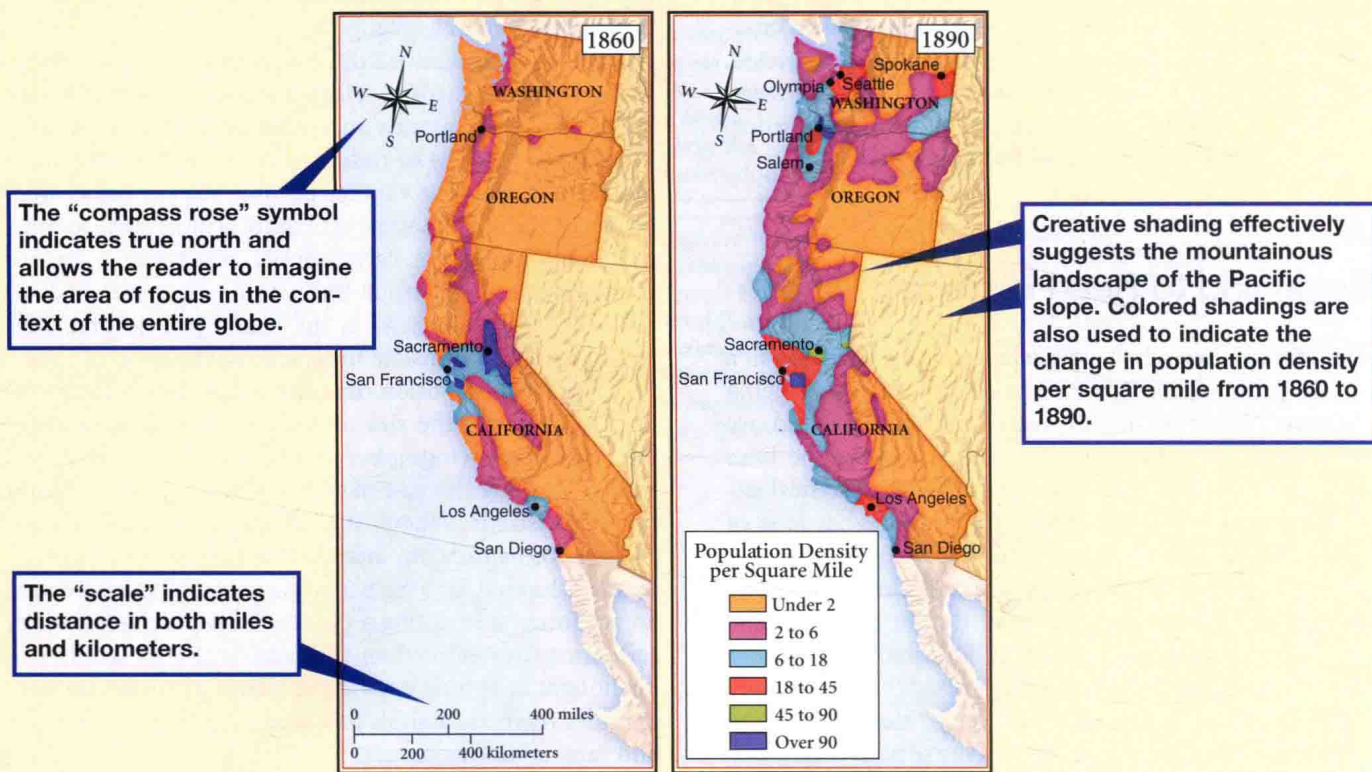 1860
N
W
E
S
WASHINGTON
Portland
OREGON
Sacramento
San Francisco
CALIFORNIA
Los Angeles
San Diego
0 200 400 miles
0 200 400 kilometers
1890
N
W
E
S
Spokane
Olympia
Seattle
WASHINGTON
Portland
Salem
OREGON
Sacramento
San Francisco
CALIFORNIA
Los Angeles
San Diego
Population Density
per Square Mile
Under 2
2 to 6
6 to 18
18 to 45
45 to 90
Over 90
The “compass rose” symbol
indicates true north and
allows the reader to imagine
the area of focus in the con-
text of the entire globe.
The “scale” indicates
distance in both miles
and kilometers.
Creative shading effectively
suggests the mountainous
landscape of the Pacific
slope. Colored shadings are
also used to indicate the
change in population density
per square mile from 1860 to
1890.